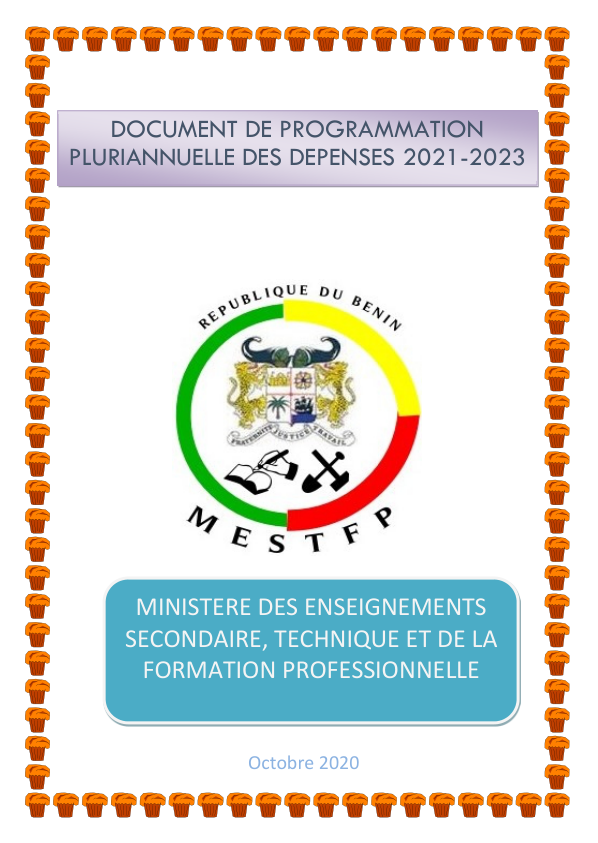 DOCUMENT DE PROGRAMMATION
PLURIANNUELLE DES DEPENSES 2021-2023
REPUBLIQUE DU BENIN
FRATERNITE JUSTICE TRAVAIL
MESTFP
MINISTERE DES ENSEIGNEMENTS
SECONDAIRE, TECHNIQUE ET DE LA
FORMATION PROFESSIONNELLE
Octobre 2020